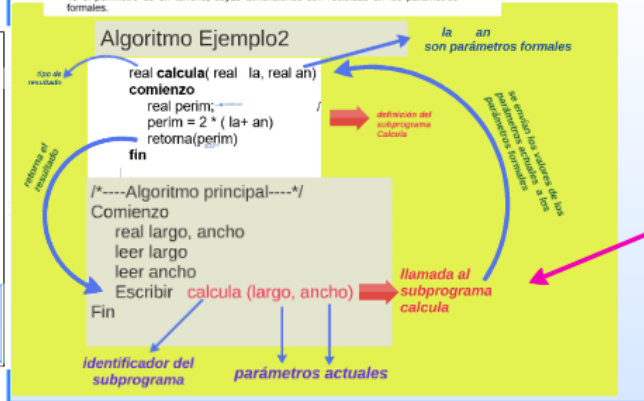 formales.
Algoritmo Ejemplo2
la an
son parámetros formales
tipo de
resultado
real calcula( real la, real an)
comienzo
real perim;
/
perim = 2 * ( la+ an)
retorna(perim)
fin
definición del
subprograma
Calcula
se envían los valores de los
parámetros actuales a los
parámetros formales
retorna el
resultado
/*----Algoritmo principal----*/
Comienzo
real largo, ancho
leer largo
leer ancho
Escribir calcula (largo, ancho)
Fin
llamada al
subprograma
calcula
identificador del
subprograma
parámetros actuales